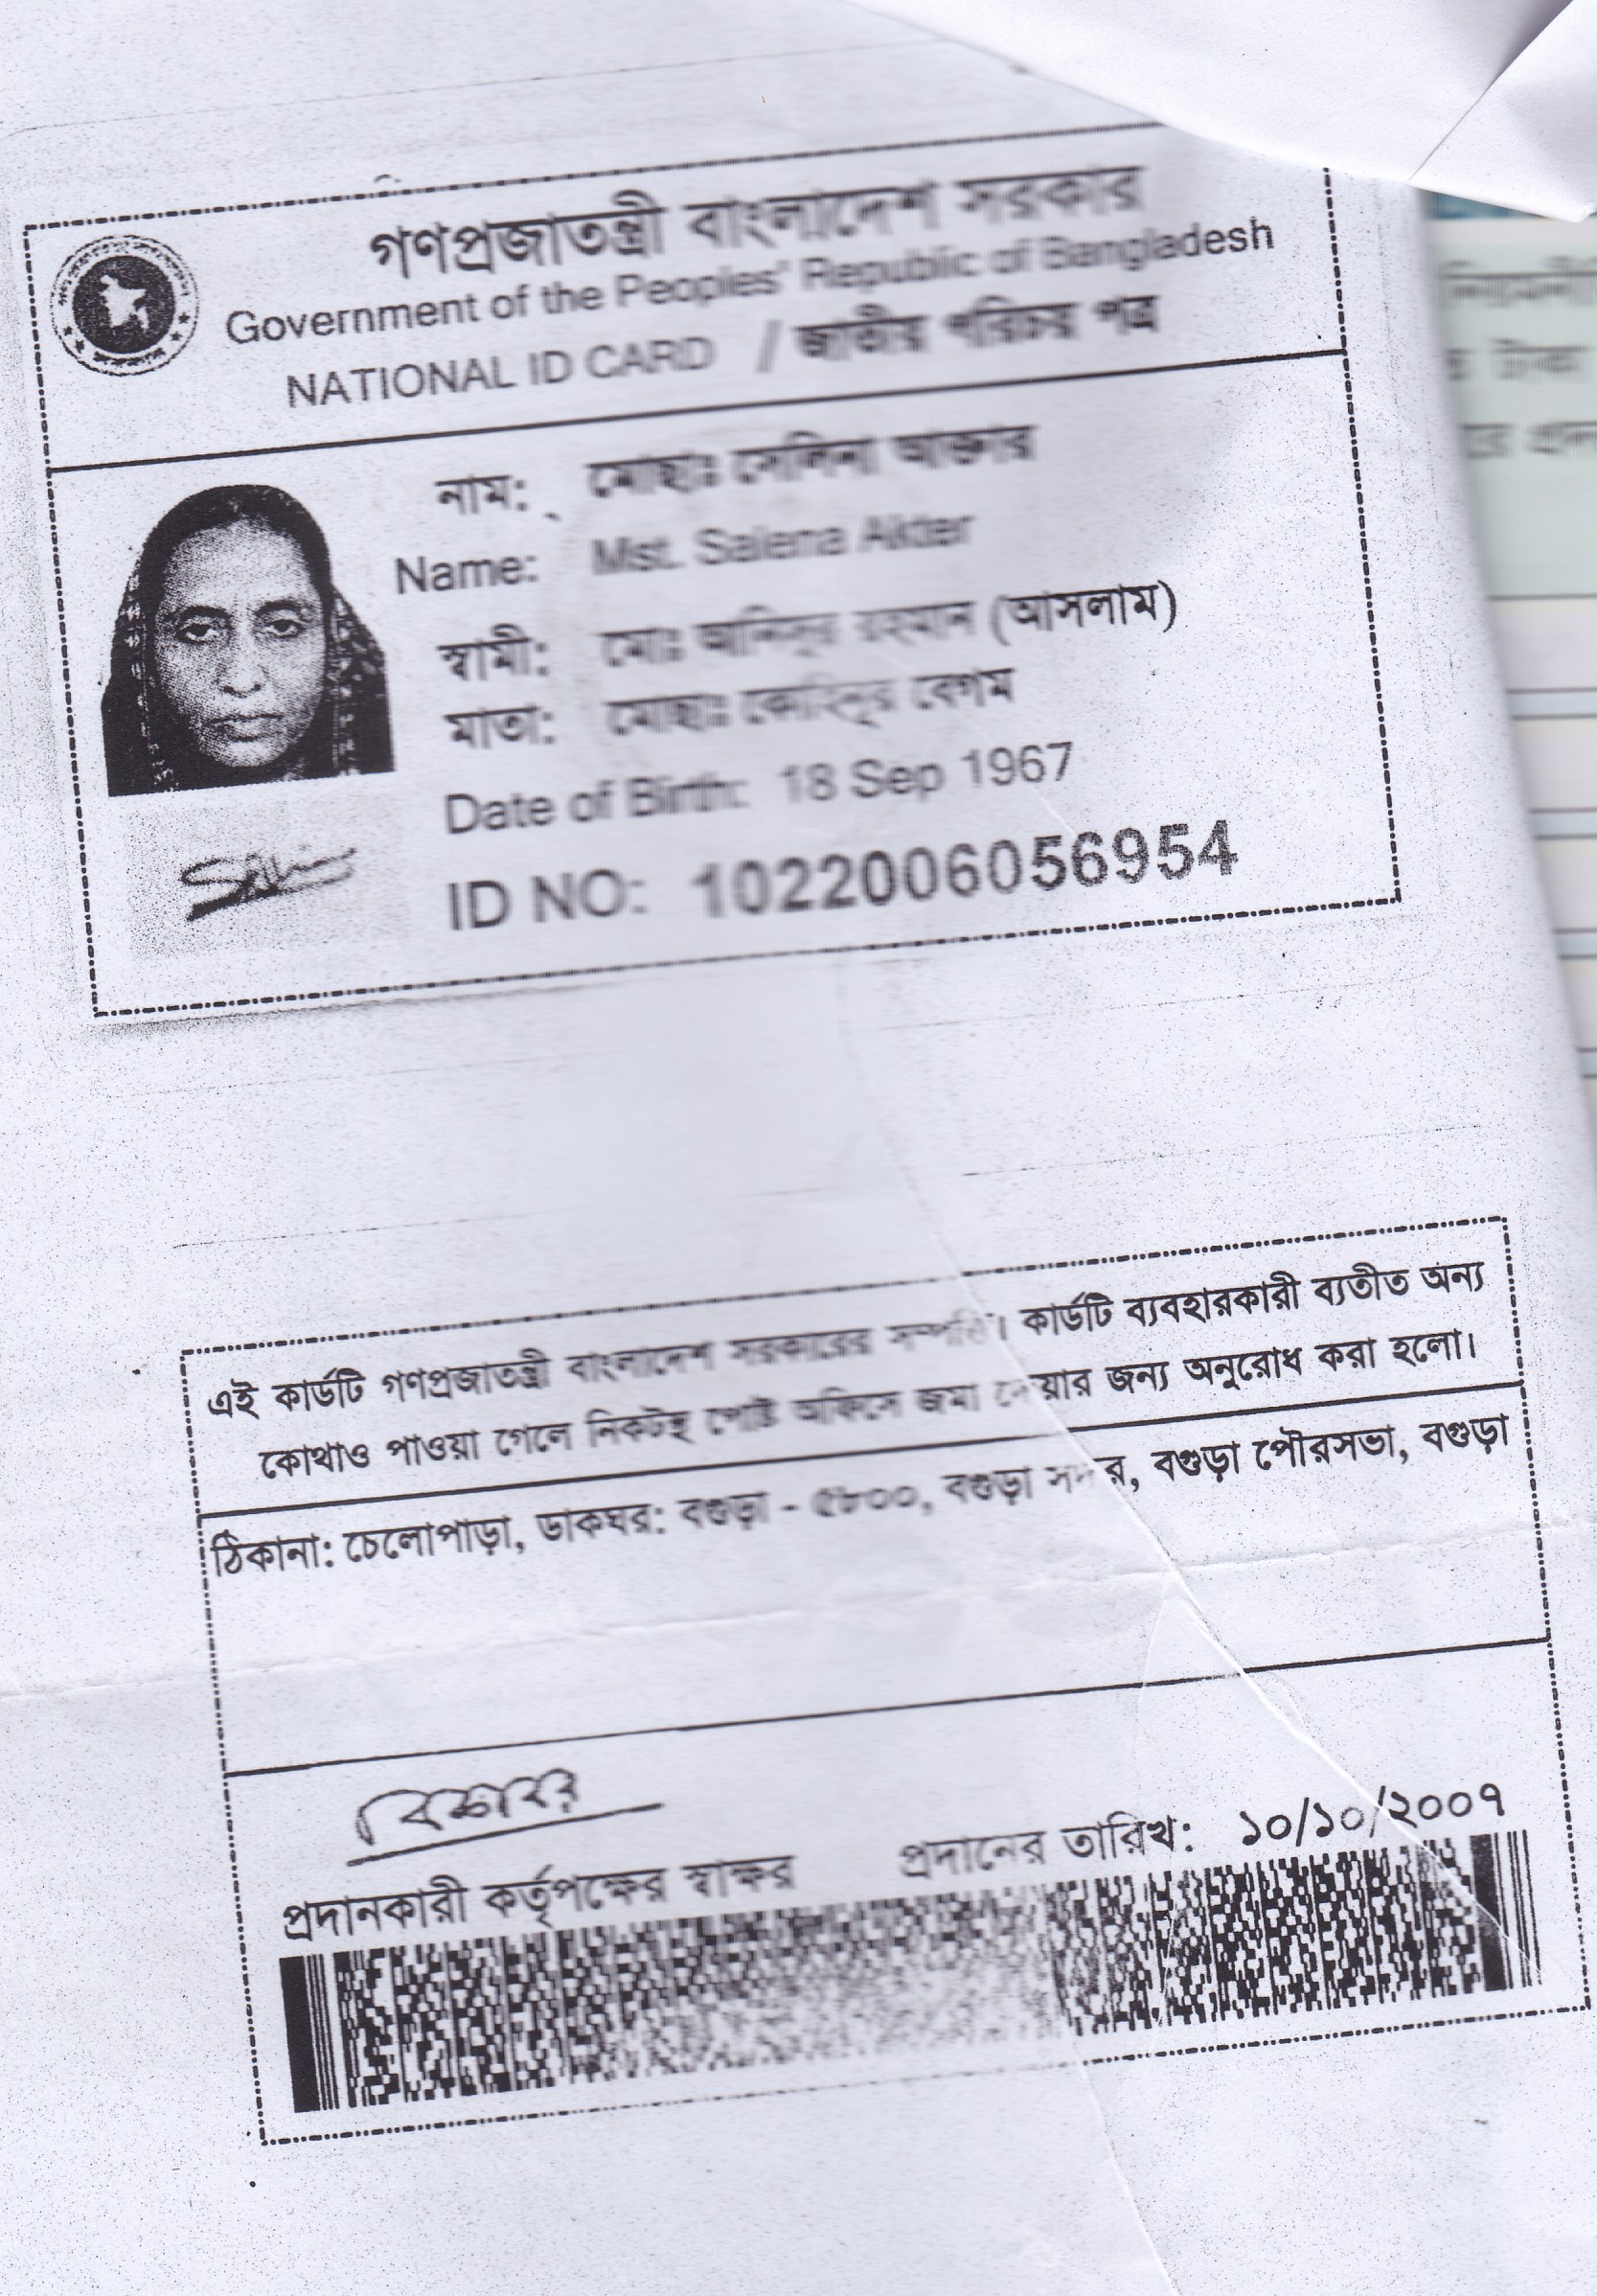 গণপ্রজাতন্ত্রী বাংলাদেশ সরকার
Government of the Peoples' Republic of Bangladesh
NATIONAL ID CARD / জাতীয় পরিচয় পত্র
নাম: মোছাঃ সেলিনা আক্তার
Name: Mst. Salena Akter
স্বামী: মোঃ আনিসুর রহমান (আসলাম)
মাতা: মোছাঃ কোহিনুর বেগম
Date of Birth: 18 Sep 1967
ID NO: 1022006056954
এই কার্ডটি গণপ্রজাতন্ত্রী বাংলাদেশ সরকারের সম্পত্তি। কার্ডটি ব্যবহারকারী ব্যতীত অন্য
কোথাও পাওয়া গেলে নিকটস্থ পোষ্ট অফিসে জমা দেয়ার জন্য অনুরোধ করা হলো।
ঠিকানা: চেলোপাড়া, ডাকঘর: বগুড়া - ৫৮০০, বগুড়া সদর, বগুড়া পৌরসভা, বগুড়া
প্রদানকারী কর্তৃপক্ষের স্বাক্ষর প্রদানের তারিখ: ১০/১০/২০০৭